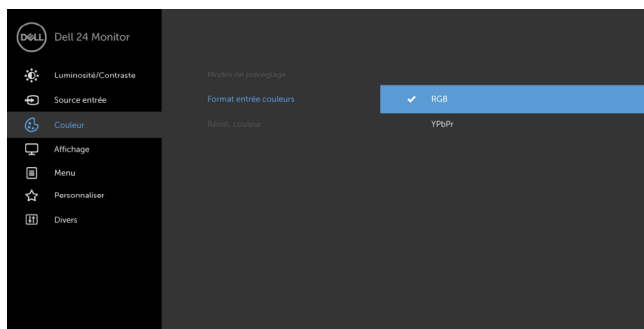 DELL
Dell 24 Monitor
Luminosité/Contraste
Source entrée
Couleur
Affichage
Menu
Personnaliser
Divers
Modes de préréglage
Format entrée couleurs
Réinit. couleur
RGB
YPbPr